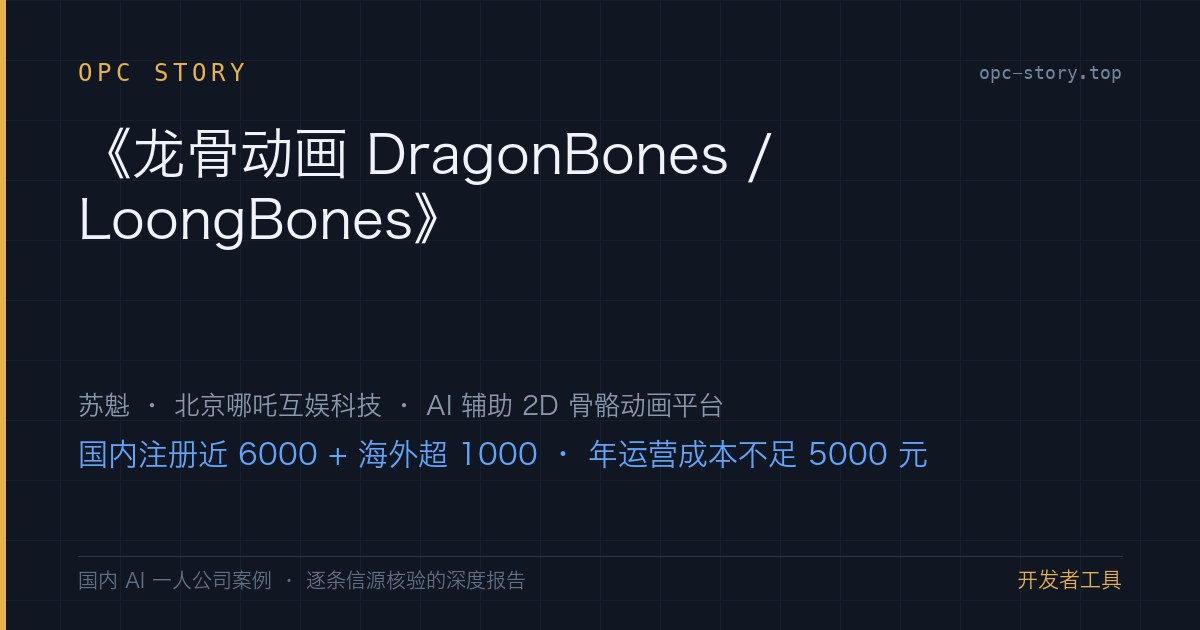 OPC STORY
opc-story.top
《龙骨动画 DragonBones /
LoongBones》
苏魁 · 北京哪吒互娱科技 · AI 辅助 2D 骨骼动画平台
国内注册近 6000 + 海外超 1000 · 年运营成本不足 5000 元
国内 AI 一人公司案例 · 逐条信源核验的深度报告
开发者工具